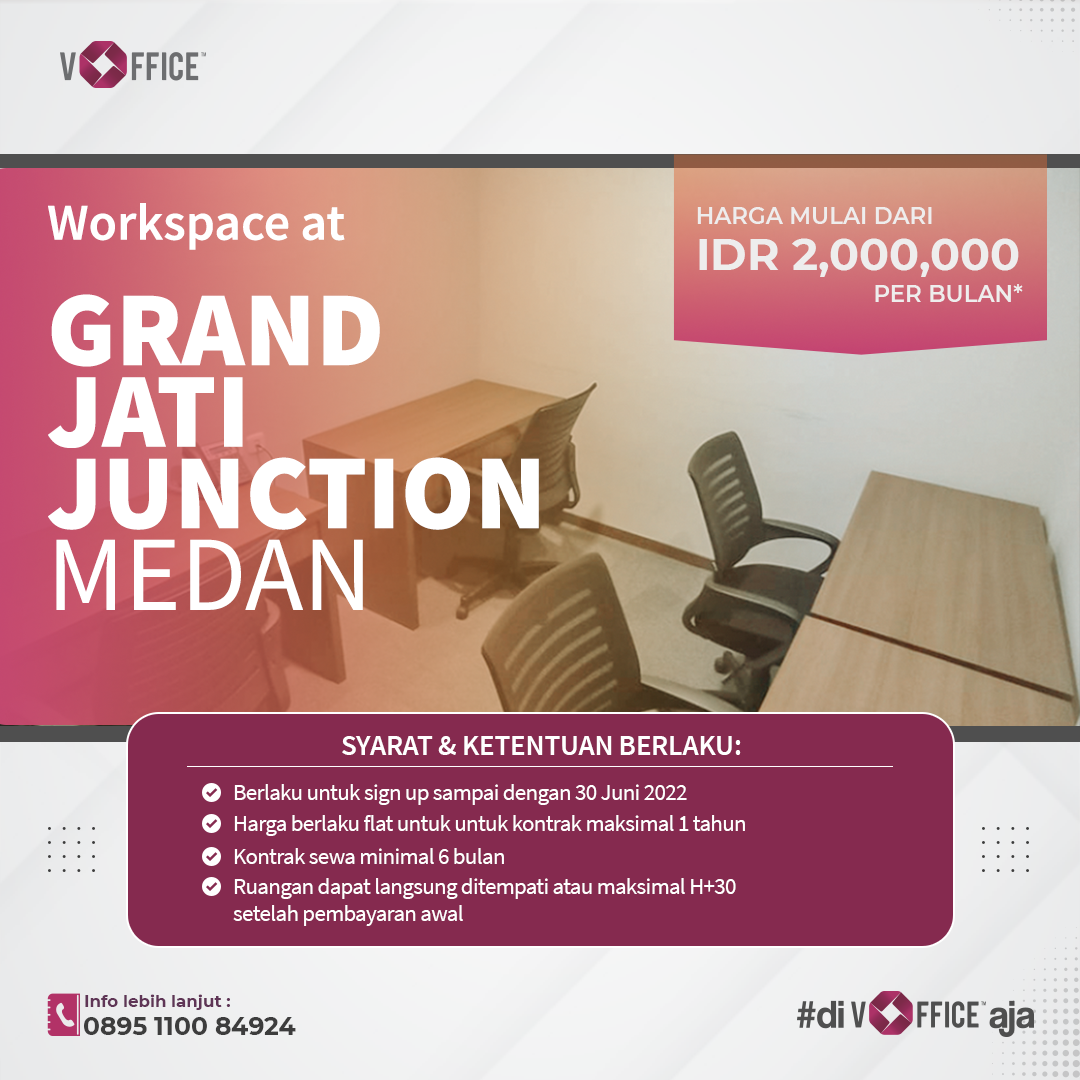 VOFFICE™
Workspace at
GRAND
JATI
JUNCTION
MEDAN
HARGA MULAI DARI
IDR 2,000,000
PER BULAN*
SYARAT & KETENTUAN BERLAKU:
Berlaku untuk sign up sampai dengan 30 Juni 2022
Harga berlaku flat untuk untuk kontrak maksimal 1 tahun
Kontrak sewa minimal 6 bulan
Ruangan dapat langsung ditempati atau maksimal H+30
setelah pembayaran awal
Info lebih lanjut :
0895 1100 84924
#di VOFFICE™ aja